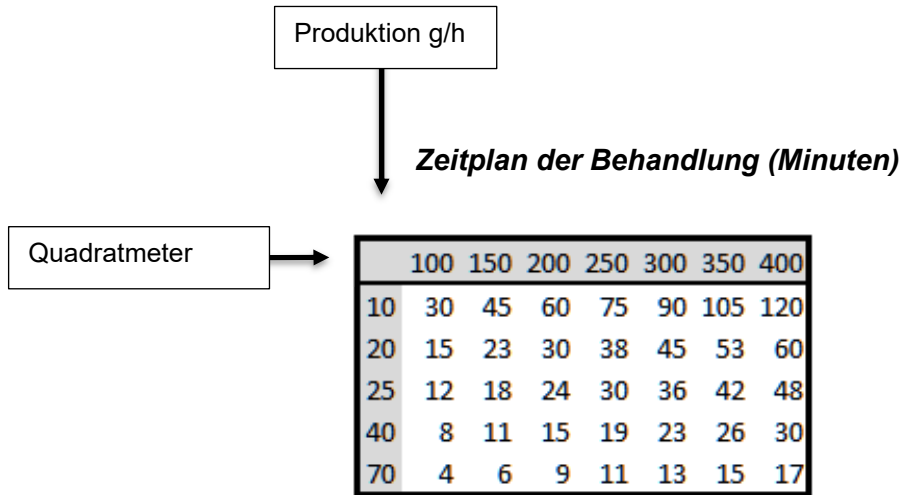 Produktion g/h
Zeitplan der Behandlung (Minuten)
Quadratmeter
100 150 200 250 300 350 400
10 30 45 60 75 90 105 120
20 15 23 30 38 45 53 60
25 12 18 24 30 36 42 48
40 8 11 15 19 23 26 30
70 4 6 9 11 13 15 17